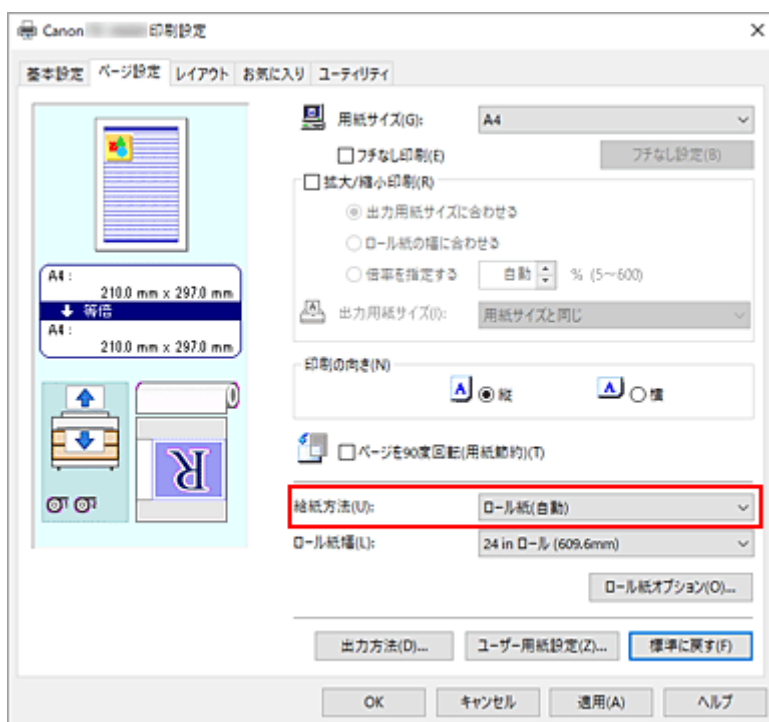 Canon 印刷設定
基本設定 ページ設定 レイアウト お気に入り ユーティリティ
用紙サイズ(G): A4
フチなし印刷(E) フチなし設定(B)
拡大/縮小印刷(R)
出力用紙サイズに合わせる
ロール紙の幅に合わせる
倍率を指定する 自動 % (5～600)
出力用紙サイズ(I): 用紙サイズと同じ
A4 :
210.0 mm x 297.0 mm
等倍
A4 :
210.0 mm x 297.0 mm
印刷の向き(N)
A 縦 A 横
ページを90度回転(用紙節約)(T)
R
給紙方法(U): ロール紙(自動)
ロール紙幅(L): 24 in ロール (609.6mm)
ロール紙オプション(O)...
出力方法(D)... ユーザー用紙設定(Z)... 標準に戻す(F)
OK キャンセル 適用(A) ヘルプ